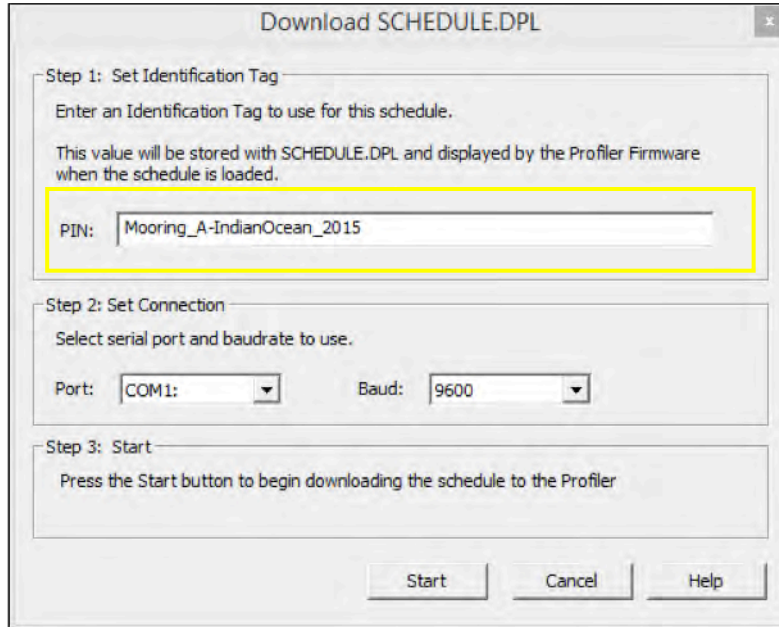 Download SCHEDULE.DPL
x
Step 1: Set Identification Tag
Enter an Identification Tag to use for this schedule.
This value will be stored with SCHEDULE.DPL and displayed by the Profiler Firmware
when the schedule is loaded.
PIN: Mooring_A-IndianOcean_2015
Step 2: Set Connection
Select serial port and baudrate to use.
Port: COM1: Baud: 9600
Step 3: Start
Press the Start button to begin downloading the schedule to the Profiler
Start Cancel Help